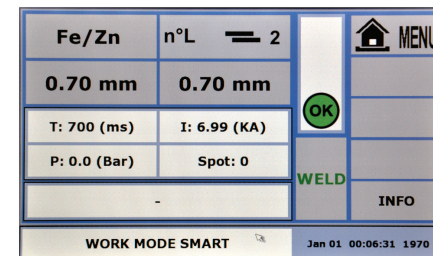 Fe/Zn
n°L 2
MENU
0.70 mm
0.70 mm
OK
T: 700 (ms)
I: 6.99 (KA)
P: 0.0 (Bar)
Spot: 0
WELD
-
INFO
WORK MODE SMART
Jan 01 00:06:31 1970